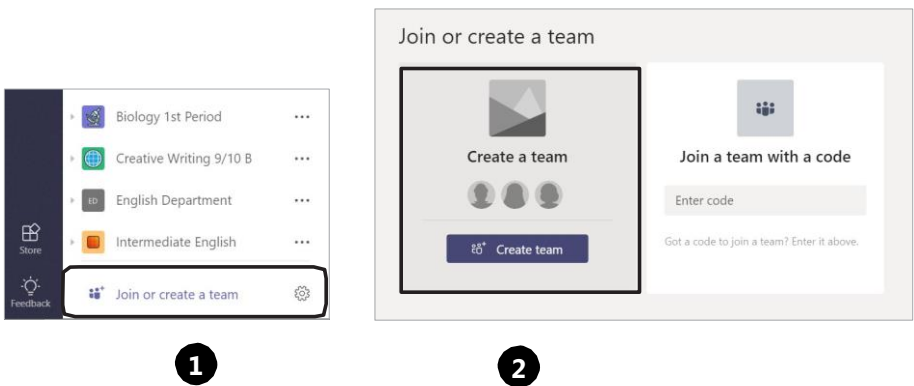 Biology 1st Period
Creative Writing 9/10 B
ED English Department
Intermediate English
Store
Join or create a team
Feedback
1
Join or create a team
Create a team
Create team
Join a team with a code
Enter code
Got a code to join a team? Enter it above.
2